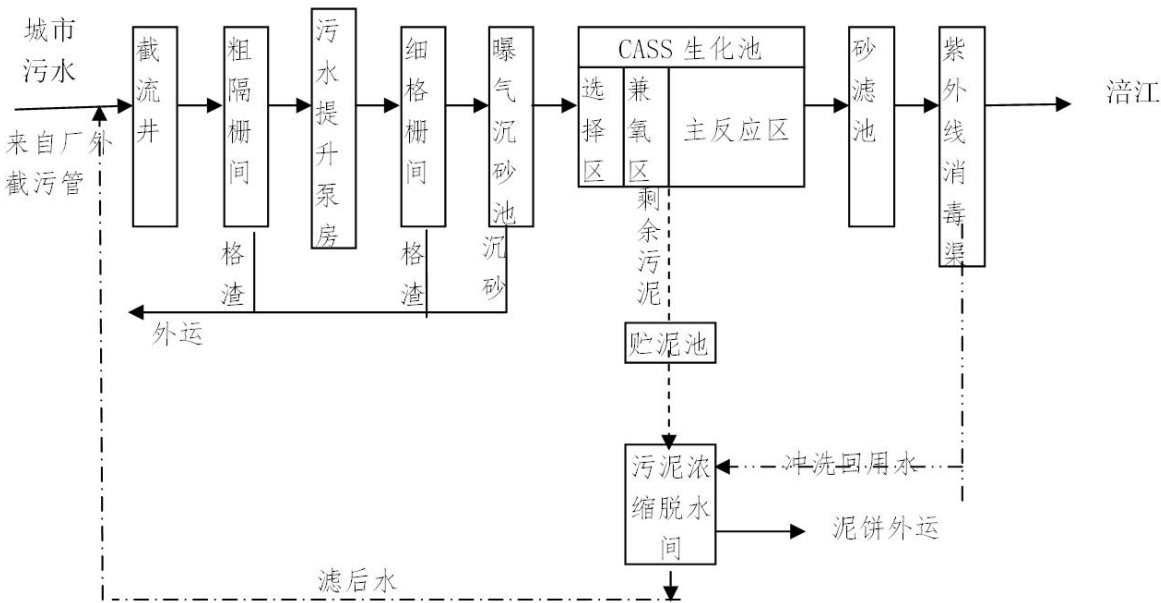 城市
污水
来自厂外
截污管
截流井
粗隔栅间
污水提升泵房
细格栅间
曝气沉砂池
CASS 生化池
选择区
兼氧区
主反应区
砂滤池
紫外线消毒渠
涪江
格渣
格渣
沉砂
外运
剩余污泥
贮泥池
污泥浓
缩脱水
间
冲洗回用水
泥饼外运
滤后水